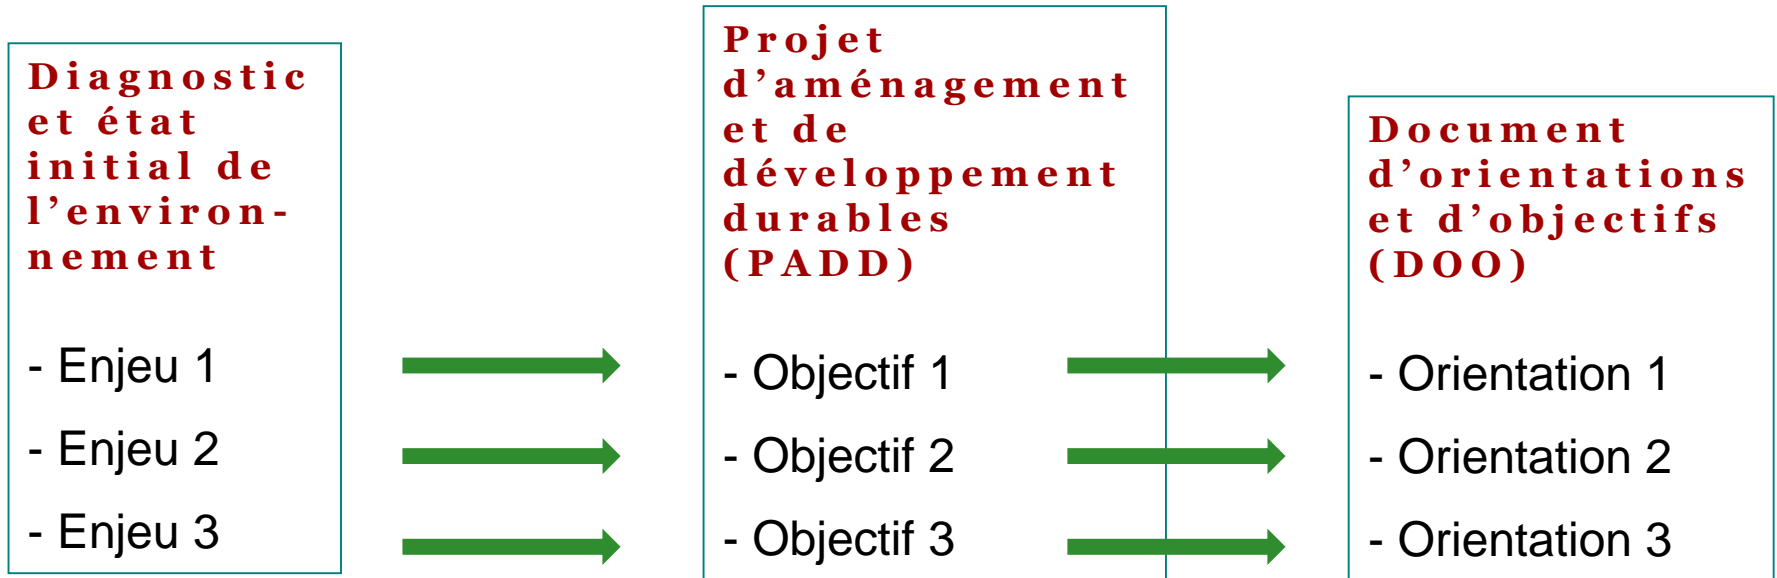 Diagnostic
et état
initial de
l’environ-
nement
- Enjeu 1
- Enjeu 2
- Enjeu 3
Projet
d’aménagement
et de
développement
durables
(PADD)
- Objectif 1
- Objectif 2
- Objectif 3
Document
d’orientations
et d’objectifs
(DOO)
- Orientation 1
- Orientation 2
- Orientation 3